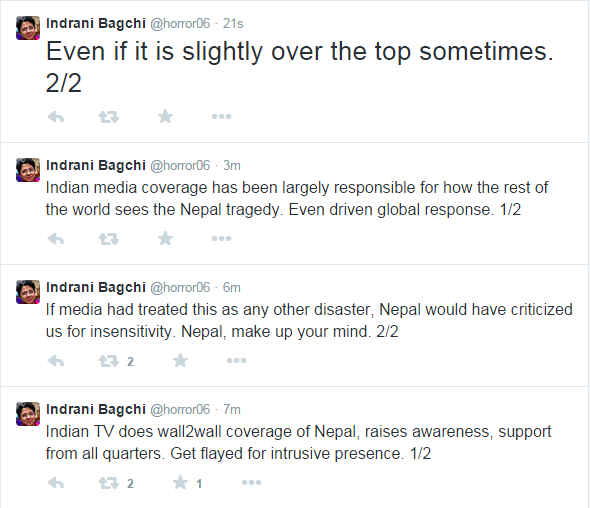 Indrani Bagchi @horror06 · 21s
Even if it is slightly over the top sometimes.
2/2
Indrani Bagchi @horror06 · 3m
Indian media coverage has been largely responsible for how the rest of
the world sees the Nepal tragedy. Even driven global response. 1/2
Indrani Bagchi @horror06 · 6m
If media had treated this as any other disaster, Nepal would have criticized
us for insensitivity. Nepal, make up your mind. 2/2
2
Indrani Bagchi @horror06 · 7m
Indian TV does wall2wall coverage of Nepal, raises awareness, support
from all quarters. Get flayed for intrusive presence. 1/2
2 1